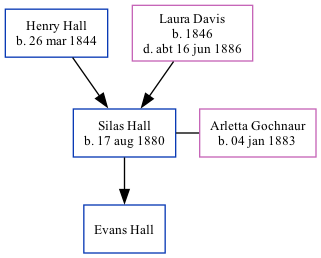 Henry Hall
b. 26 mar 1844
Laura Davis
b. 1846
d. abt 16 jun 1886
Silas Hall
b. 17 aug 1880
Arletta Gochnaur
b. 04 jan 1883
Evans Hall